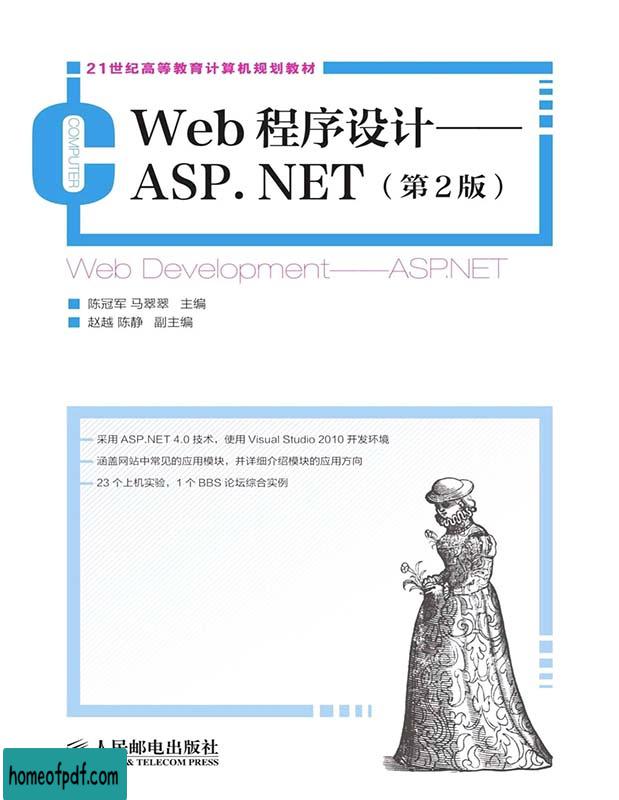 21世纪高等教育计算机规划教材
COMPUTER
Web 程序设计——
ASP. NET（第2版）
Web Development——ASP.NET
陈冠军 马翠翠 主编
赵越 陈静 副主编
采用 ASP.NET 4.0 技术，使用 Visual Studio 2010 开发环境
涵盖网站中常见的应用模块，并详细介绍模块的应用方向
23 个上机实验，1 个 BBS 论坛综合实例
人民邮电出版社
& TELECOM PRESS
homeofpdf.com